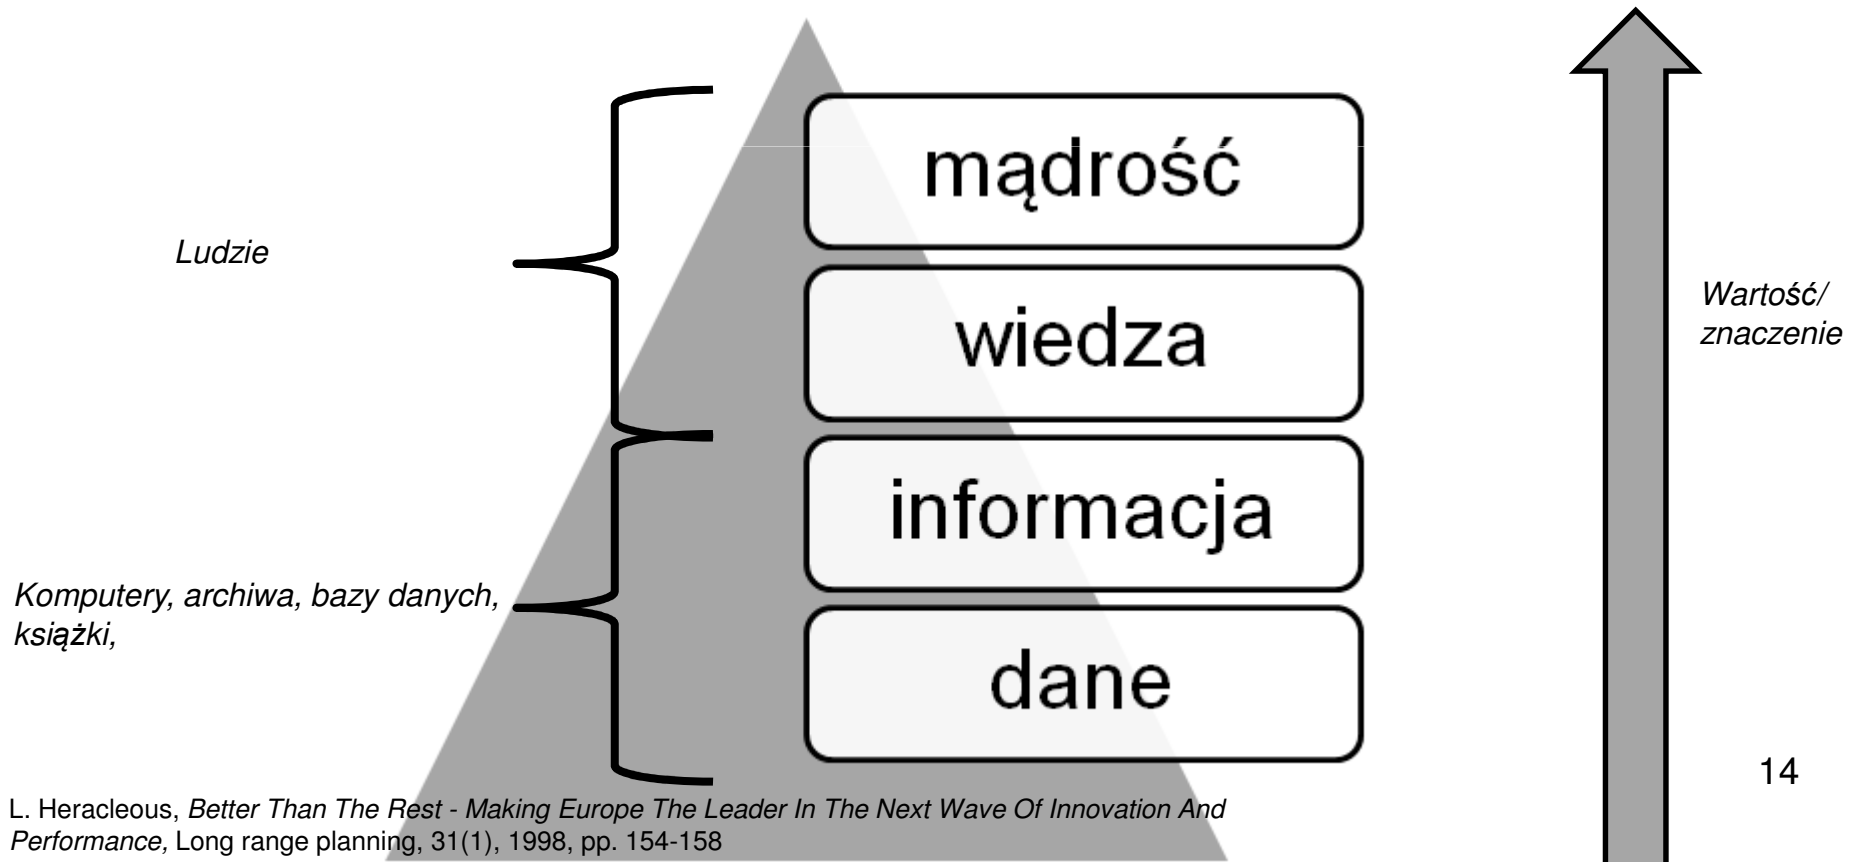 mądrość
Ludzie
wiedza
Wartość/
znaczenie
informacja
Komputery, archiwa, bazy danych,
książki,
dane
14
L. Heracleous, Better Than The Rest - Making Europe The Leader In The Next Wave Of Innovation And
Performance, Long range planning, 31(1), 1998, pp. 154-158